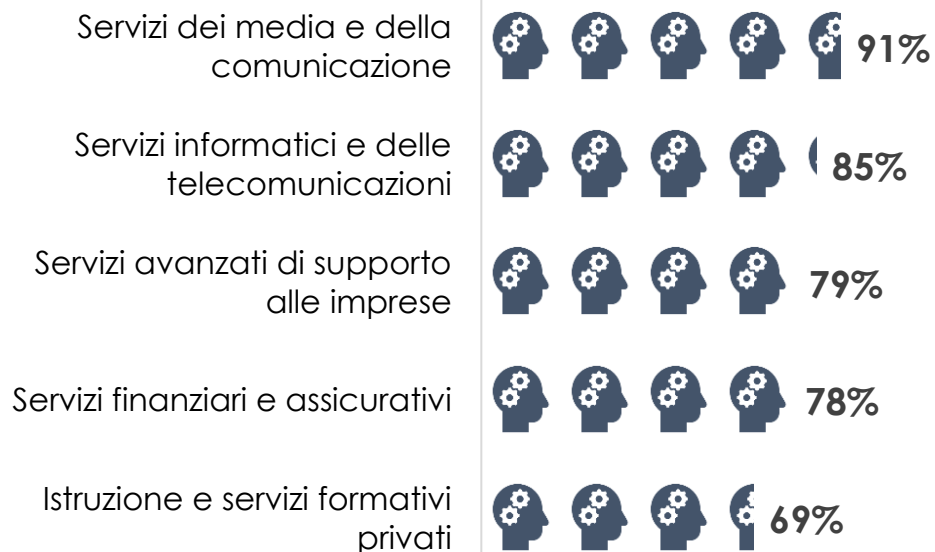 Servizi dei media e della
comunicazione
91%
Servizi informatici e delle
telecomunicazioni
85%
Servizi avanzati di supporto
alle imprese
79%
Servizi finanziari e assicurativi
78%
Istruzione e servizi formativi
privati
69%